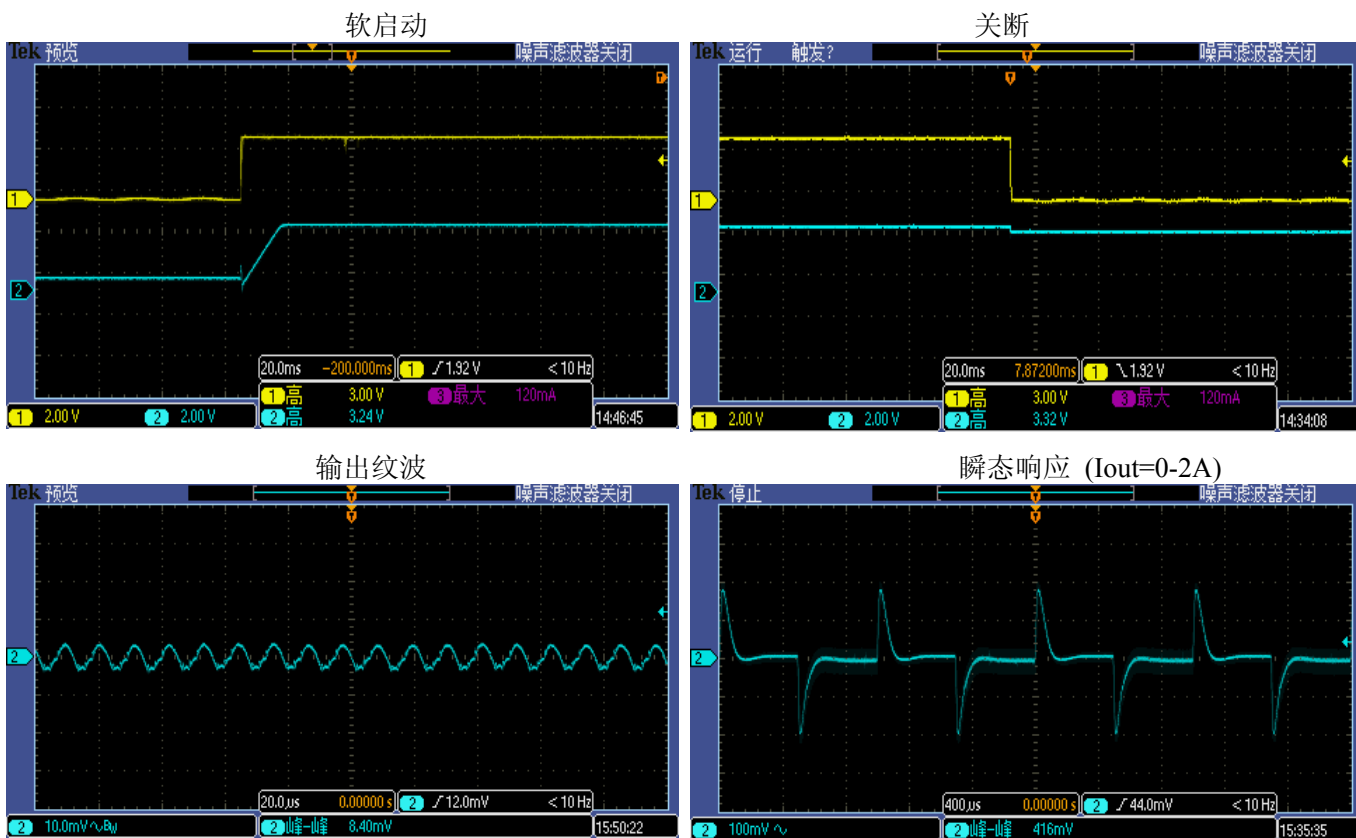 软启动
Tek 预览 噪声滤波器关闭
T
T
1
2
20.0ms -200.000ms 1 1.92 V < 10 Hz
1 高 3.00 V 3 最大 120mA
2 高 3.24 V
1 2.00 V 2 2.00 V 14:46:45
关断
Tek 运行 触发? 噪声滤波器关闭
T
T
1
2
20.0ms 7.87200ms 1 1.92 V < 10 Hz
1 高 3.00 V 3 最大 120mA
2 高 3.32 V
1 2.00 V 2 2.00 V 14:34:08
输出纹波
Tek 预览 噪声滤波器关闭
T
T
2
20.0µs 0.00000 s 2 12.0mV < 10 Hz
2 10.0mV∿BW 2 峰-峰 8.40mV 15:50:22
瞬态响应 (Iout=0-2A)
Tek 停止 噪声滤波器关闭
T
T
2
400µs 0.00000 s 2 44.0mV < 10 Hz
2 100mV ∿ 2 峰-峰 416mV 15:35:35